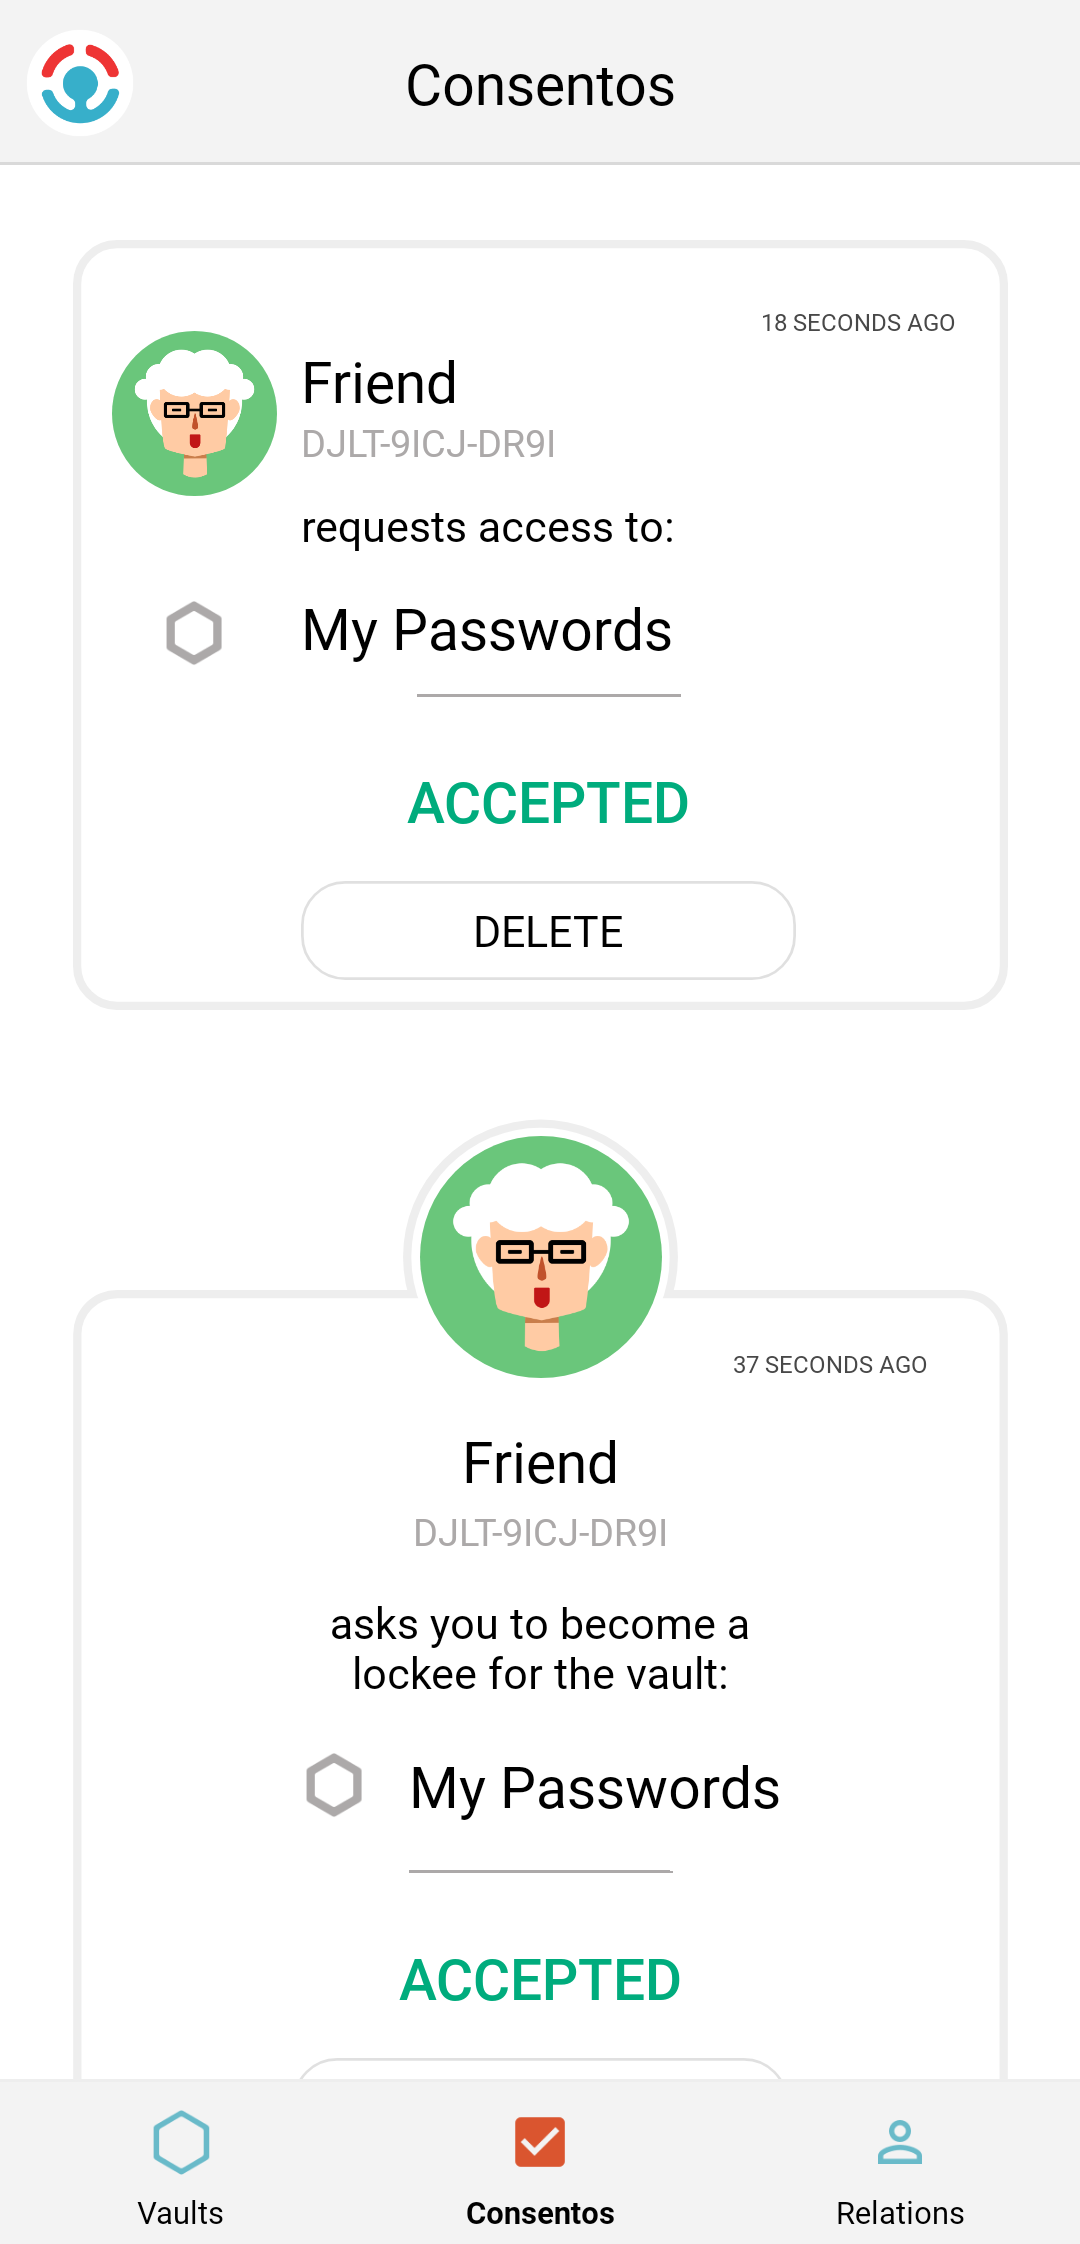 Consentos
18 SECONDS AGO
Friend
DJLT-9ICJ-DR9I
requests access to:
My Passwords
ACCEPTED
DELETE
37 SECONDS AGO
Friend
DJLT-9ICJ-DR9I
asks you to become a
lockee for the vault:
My Passwords
ACCEPTED
Vaults
Consentos
Relations